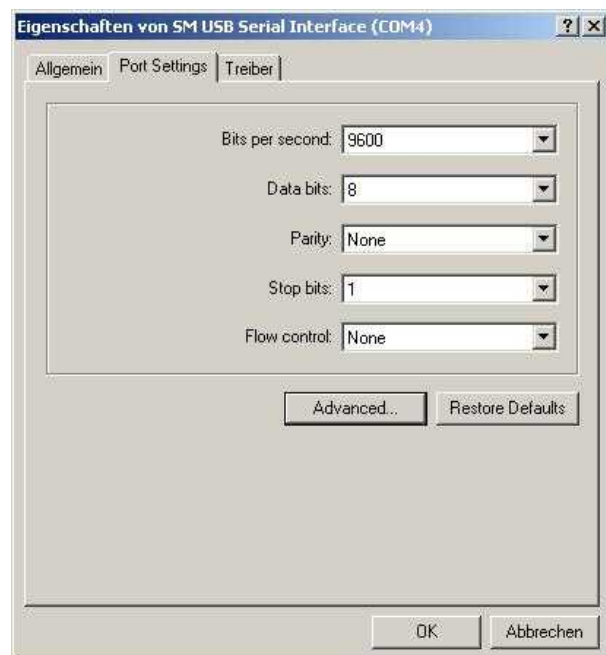 Eigenschaften von SM USB Serial Interface (COM4)
Allgemein Port Settings Treiber
Bits per second: 9600
Data bits: 8
Parity: None
Stop bits: 1
Flow control: None
Advanced... Restore Defaults
OK Abbrechen